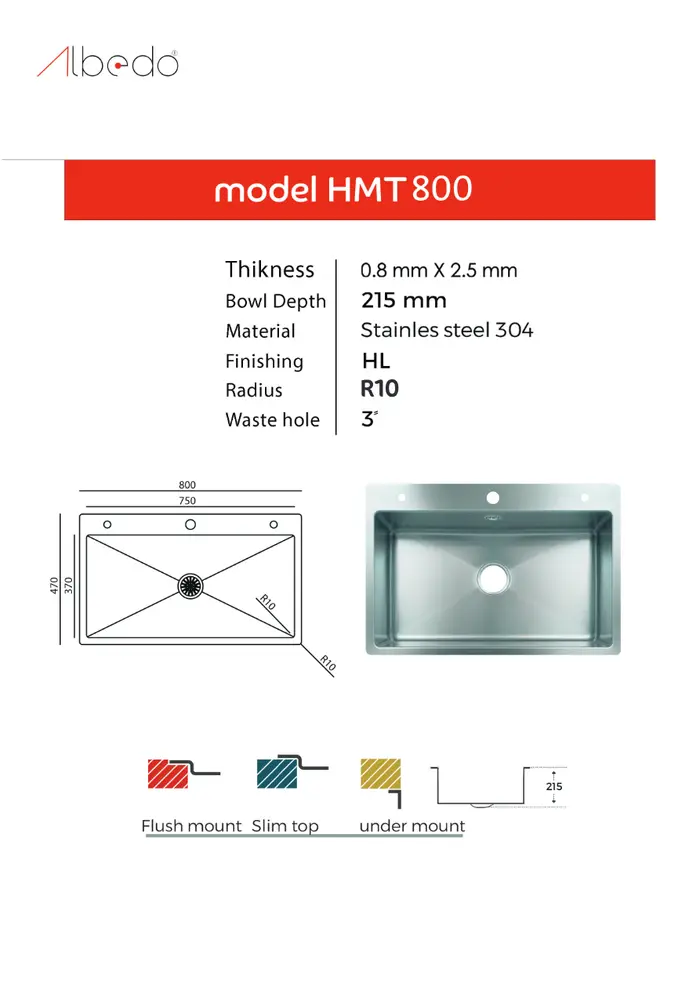 Albedo®
model HMT 800
Thikness 0.8 mm X 2.5 mm
Bowl Depth 215 mm
Material Stainles steel 304
Finishing HL
Radius R10
Waste hole 3"
800
750
470
370
R10
R10
215
Flush mount Slim top under mount